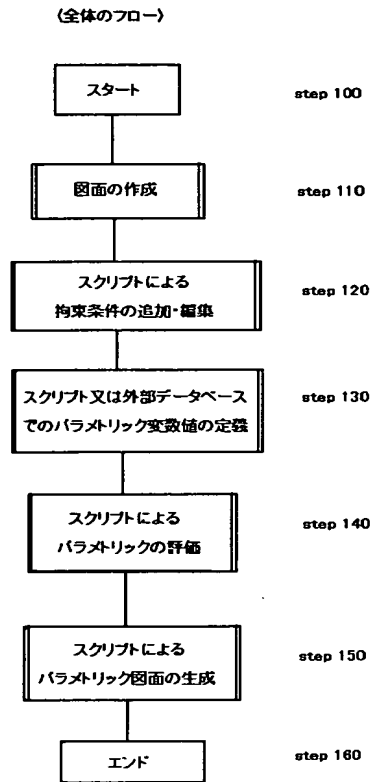 〈全体のフロー〉
スタート
step 100
図面の作成
step 110
スクリプトによる
拘束条件の追加・編集
step 120
スクリプト又は外部データベース
でのパラメトリック変数値の定義
step 130
スクリプトによる
パラメトリックの評価
step 140
スクリプトによる
パラメトリック図面の生成
step 150
エンド
step 160